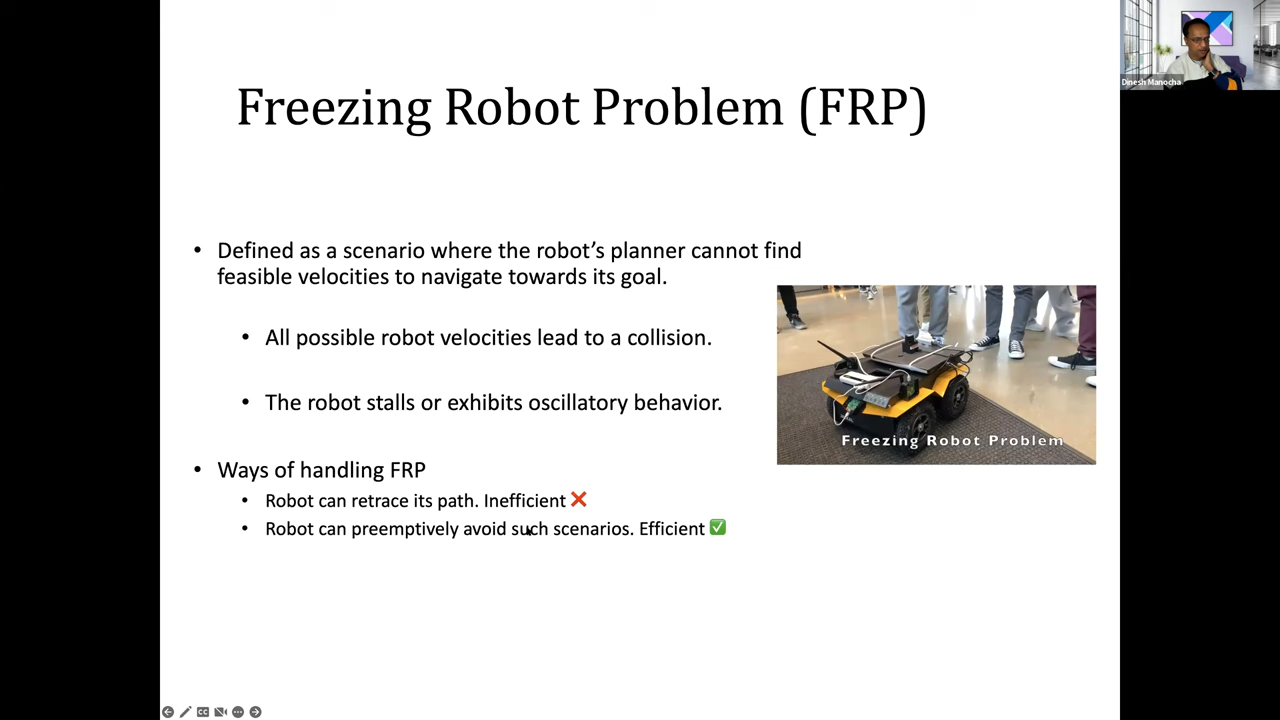 Freezing Robot Problem (FRP)
Dinesh Manocha
• Defined as a scenario where the robot’s planner cannot find
feasible velocities to navigate towards its goal.
• All possible robot velocities lead to a collision.
• The robot stalls or exhibits oscillatory behavior.
Freezing Robot Problem
• Ways of handling FRP
• Robot can retrace its path. Inefficient ❌
• Robot can preemptively avoid such scenarios. Efficient ✅
CC